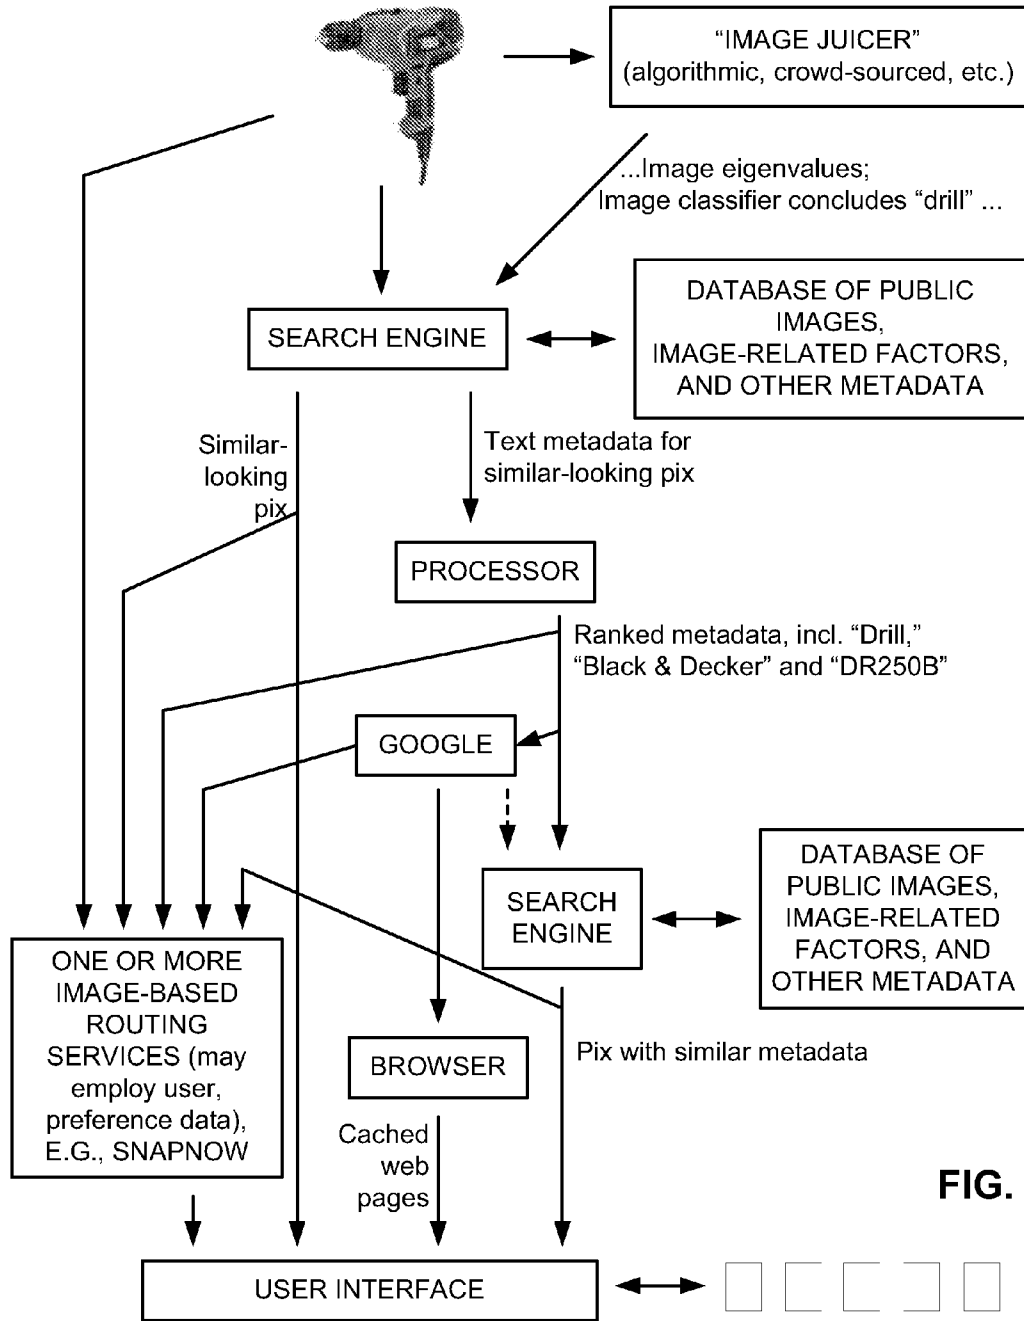 “IMAGE JUICER”
(algorithmic, crowd-sourced, etc.)
...Image eigenvalues;
Image classifier concludes “drill” ...
SEARCH ENGINE
DATABASE OF PUBLIC
IMAGES,
IMAGE-RELATED FACTORS,
AND OTHER METADATA
Similar-
looking
pix
Text metadata for
similar-looking pix
PROCESSOR
Ranked metadata, incl. “Drill,”
“Black & Decker” and “DR250B”
GOOGLE
SEARCH
ENGINE
DATABASE OF
PUBLIC IMAGES,
IMAGE-RELATED
FACTORS, AND
OTHER METADATA
ONE OR MORE
IMAGE-BASED
ROUTING
SERVICES (may
employ user,
preference data),
E.G., SNAPNOW
BROWSER
Pix with similar metadata
Cached
web
pages
FIG.
USER INTERFACE